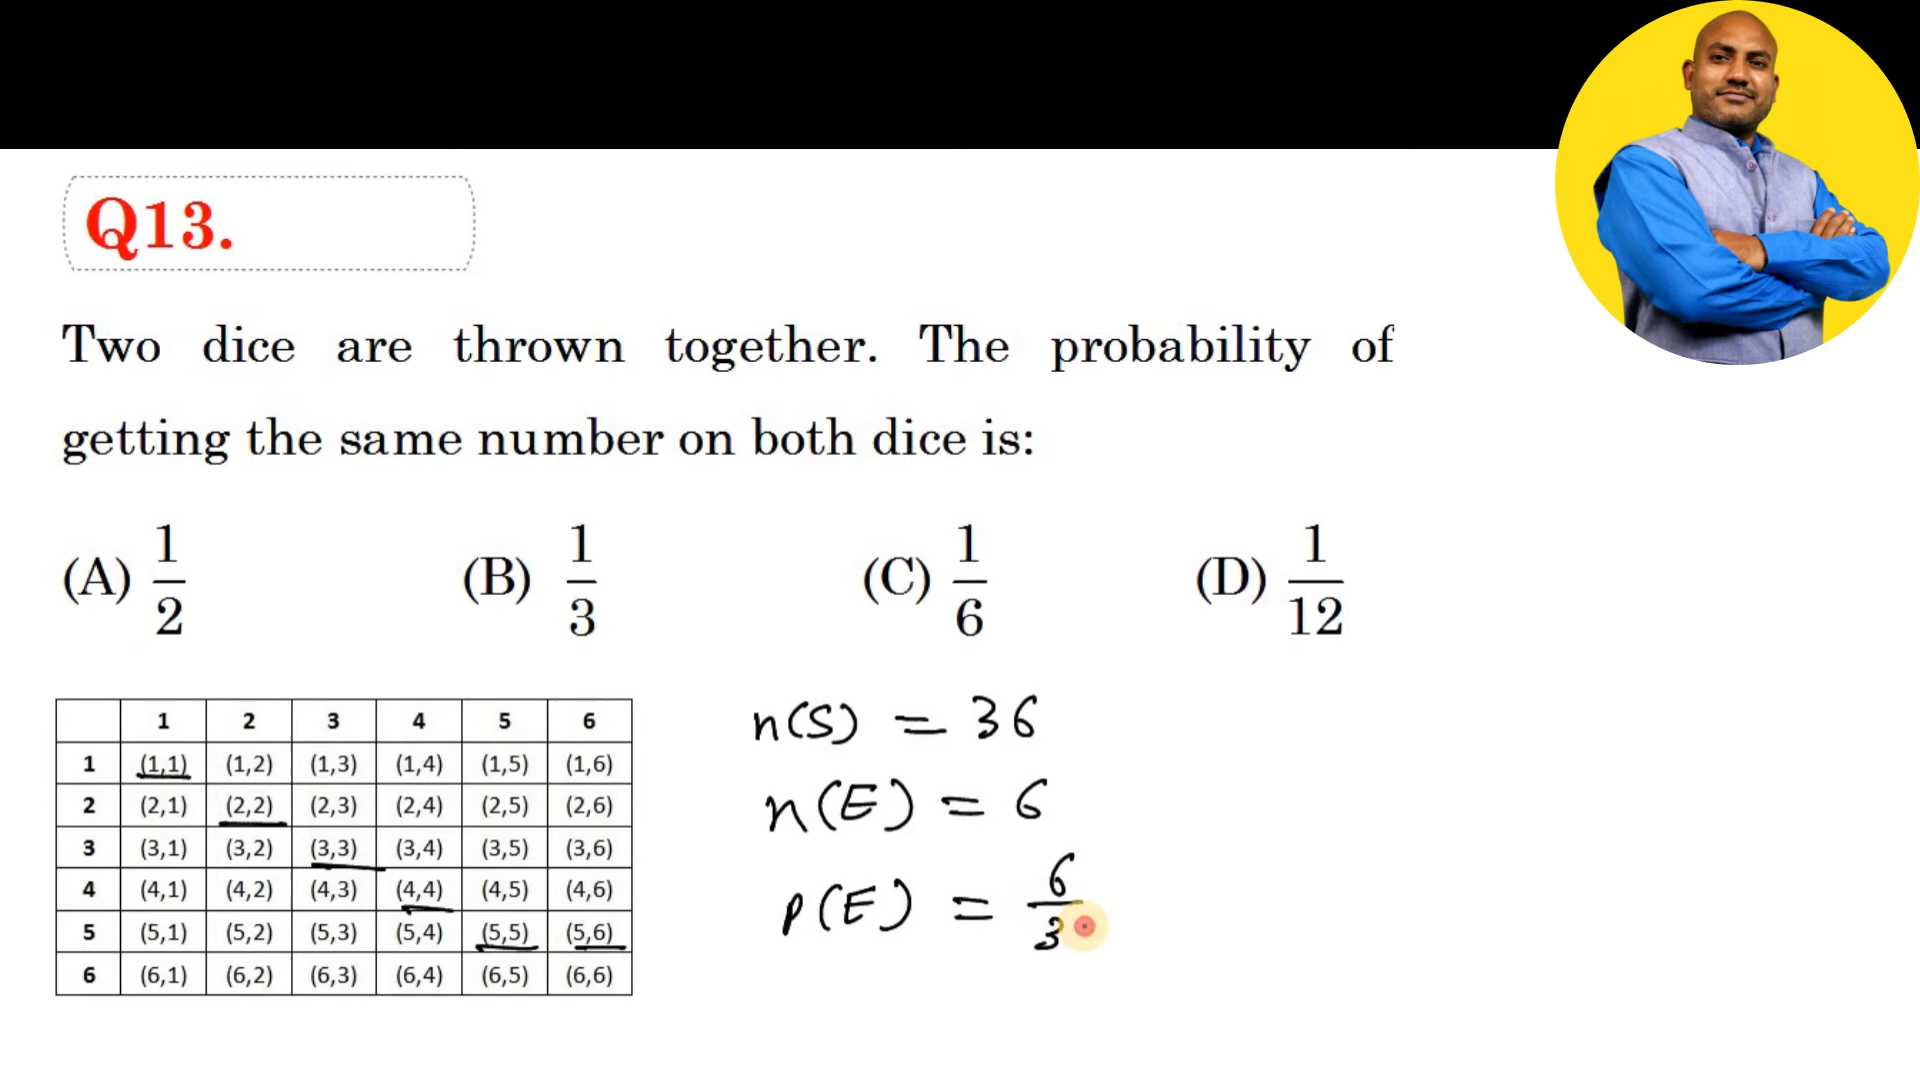 Q13.
Two dice are thrown together. The probability of
getting the same number on both dice is:
(A) 1/2 (B) 1/3 (C) 1/6 (D) 1/12
1 2 3 4 5 6
1 (1,1) (1,2) (1,3) (1,4) (1,5) (1,6)
2 (2,1) (2,2) (2,3) (2,4) (2,5) (2,6)
3 (3,1) (3,2) (3,3) (3,4) (3,5) (3,6)
4 (4,1) (4,2) (4,3) (4,4) (4,5) (4,6)
5 (5,1) (5,2) (5,3) (5,4) (5,5) (5,6)
6 (6,1) (6,2) (6,3) (6,4) (6,5) (6,6)
n(S) = 36
n(E) = 6
P(E) = 6/3